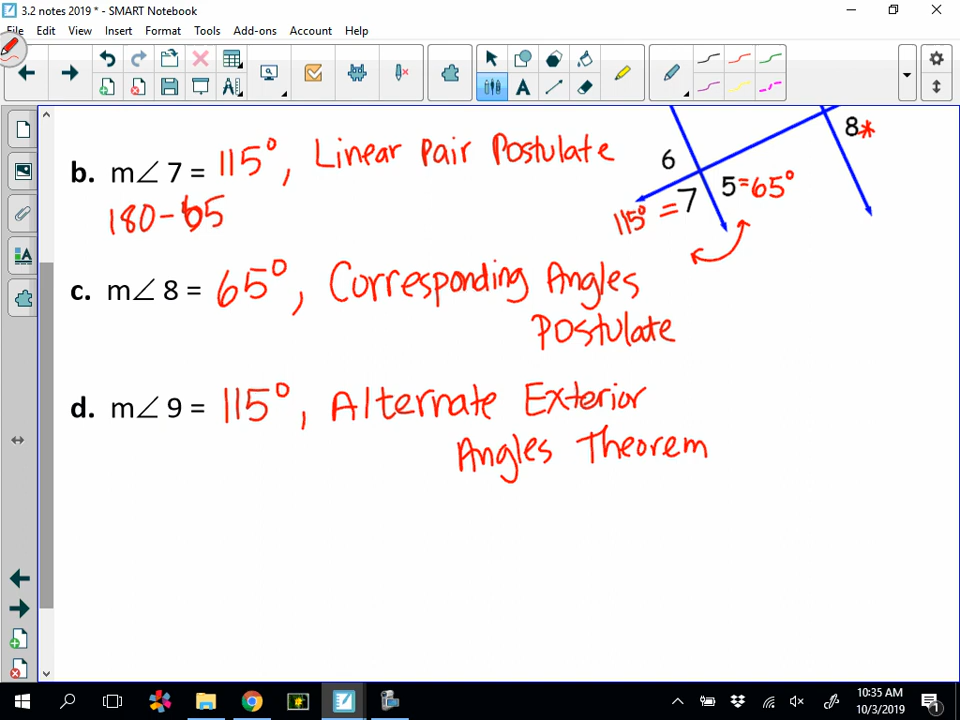 3.2 notes 2019 * - SMART Notebook
File Edit View Insert Format Tools Add-ons Account Help
8*
b. m∠ 7 = 115°, Linear Pair Postulate
6
5=65°
180-65
115° = 7
c. m∠ 8 = 65°, Corresponding Angles
Postulate
d. m∠ 9 = 115°, Alternate Exterior
Angles Theorem
10:35 AM
10/3/2019
1